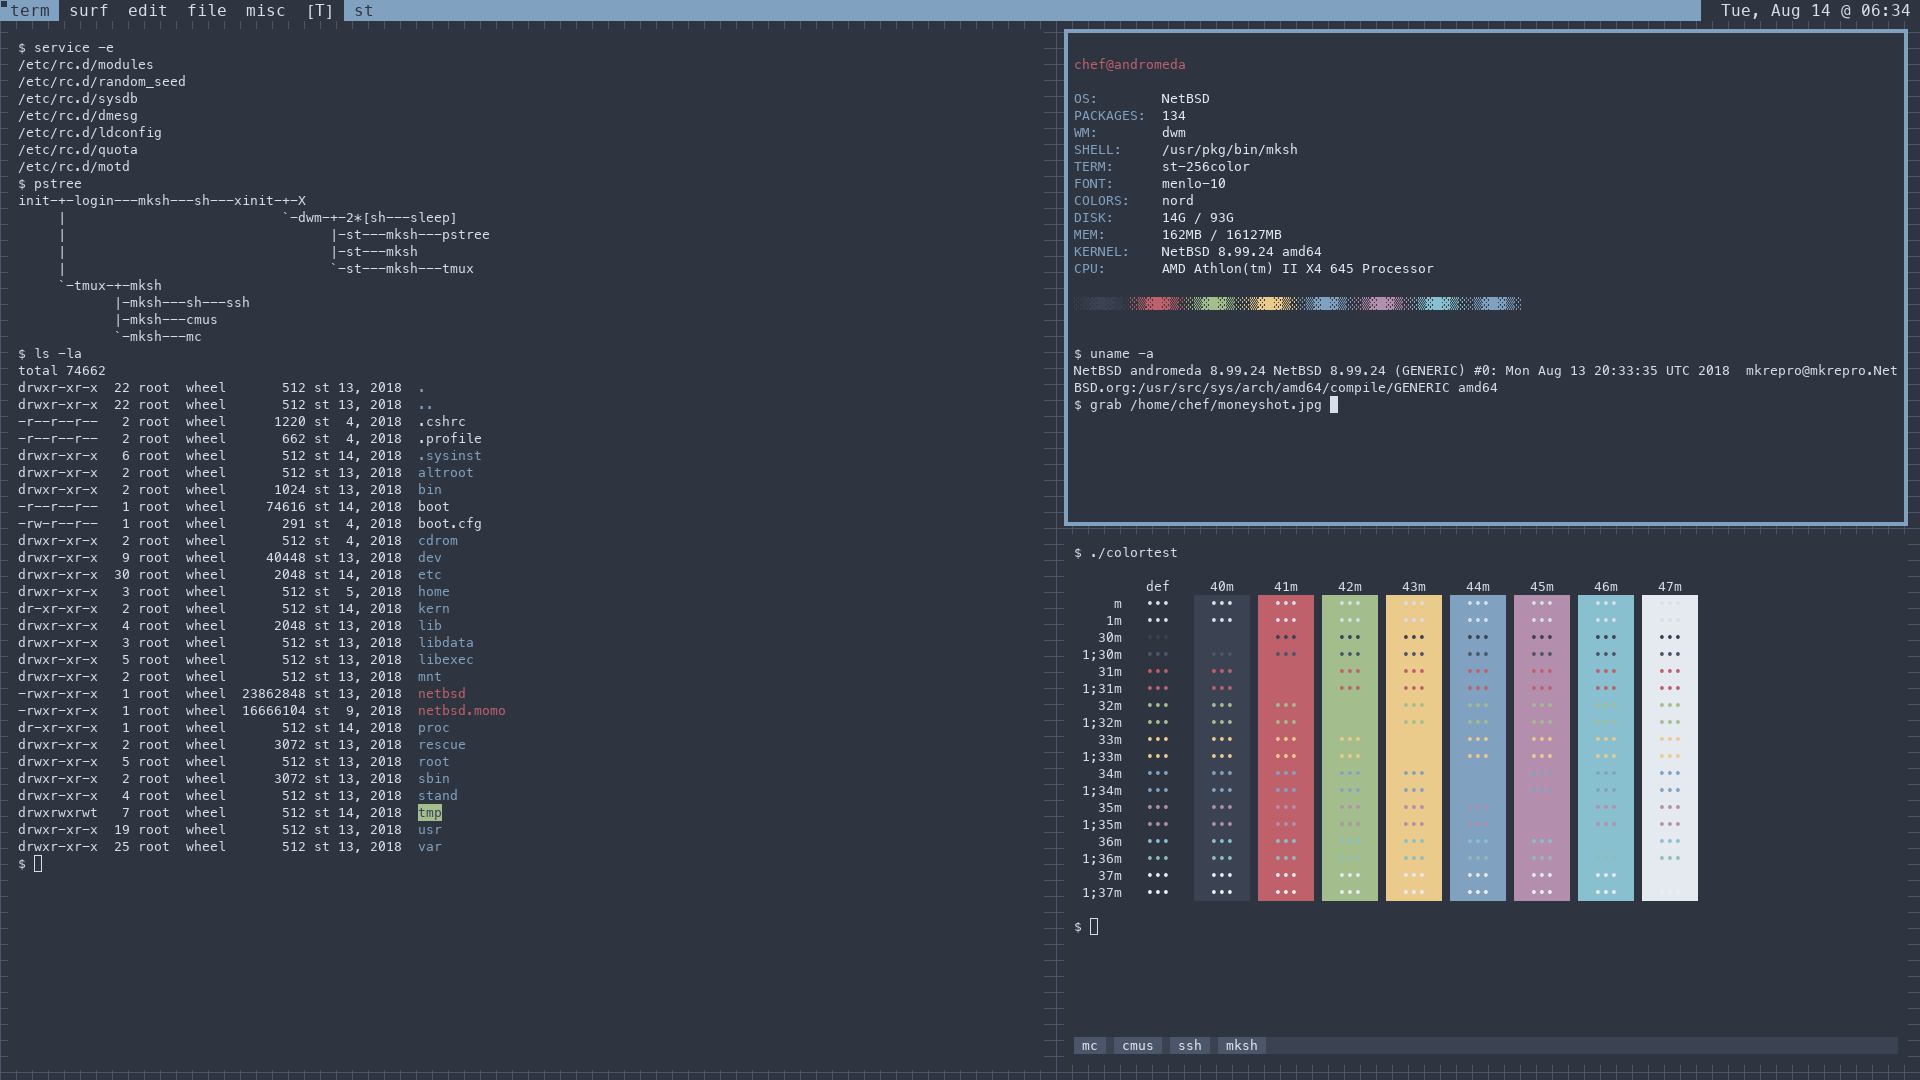 term surf edit file misc [T] st Tue, Aug 14 @ 06:34
$ service -e
/etc/rc.d/modules
/etc/rc.d/random_seed
/etc/rc.d/sysdb
/etc/rc.d/dmesg
/etc/rc.d/ldconfig
/etc/rc.d/quota
/etc/rc.d/motd
$ pstree
init-+-login---mksh---sh---xinit-+-X
     |                           `-dwm-+-2*[sh---sleep]
     |                                 |-st---mksh---pstree
     |                                 |-st---mksh
     |                                 `-st---mksh---tmux
     `-tmux-+-mksh
            |-mksh---sh---ssh
            |-mksh---cmus
            `-mksh---mc
$ ls -la
total 74662
drwxr-xr-x  22 root  wheel       512 st 13, 2018  .
drwxr-xr-x  22 root  wheel       512 st 13, 2018  ..
-r--r--r--   2 root  wheel      1220 st  4, 2018  .cshrc
-r--r--r--   2 root  wheel       662 st  4, 2018  .profile
drwxr-xr-x   6 root  wheel       512 st 14, 2018  .sysinst
drwxr-xr-x   2 root  wheel       512 st 13, 2018  altroot
drwxr-xr-x   2 root  wheel      1024 st 13, 2018  bin
-r--r--r--   1 root  wheel     74616 st 14, 2018  boot
-rw-r--r--   1 root  wheel       291 st  4, 2018  boot.cfg
drwxr-xr-x   2 root  wheel       512 st  4, 2018  cdrom
drwxr-xr-x   9 root  wheel     40448 st 13, 2018  dev
drwxr-xr-x  30 root  wheel      2048 st 14, 2018  etc
drwxr-xr-x   3 root  wheel       512 st  5, 2018  home
dr-xr-xr-x   2 root  wheel       512 st 14, 2018  kern
drwxr-xr-x   4 root  wheel      2048 st 13, 2018  lib
drwxr-xr-x   3 root  wheel       512 st 13, 2018  libdata
drwxr-xr-x   5 root  wheel       512 st 13, 2018  libexec
drwxr-xr-x   2 root  wheel       512 st 13, 2018  mnt
-rwxr-xr-x   1 root  wheel  23862848 st 13, 2018  netbsd
-rwxr-xr-x   1 root  wheel  16666104 st  9, 2018  netbsd.momo
dr-xr-xr-x   1 root  wheel       512 st 14, 2018  proc
drwxr-xr-x   2 root  wheel      3072 st 13, 2018  rescue
drwxr-xr-x   5 root  wheel       512 st 13, 2018  root
drwxr-xr-x   2 root  wheel      3072 st 13, 2018  sbin
drwxr-xr-x   4 root  wheel       512 st 13, 2018  stand
drwxrwxrwt   7 root  wheel       512 st 14, 2018  tmp
drwxr-xr-x  19 root  wheel       512 st 13, 2018  usr
drwxr-xr-x  25 root  wheel       512 st 13, 2018  var
$
chef@andromeda
OS: NetBSD
PACKAGES: 134
WM: dwm
SHELL: /usr/pkg/bin/mksh
TERM: st-256color
FONT: menlo-10
COLORS: nord
DISK: 14G / 93G
MEM: 162MB / 16127MB
KERNEL: NetBSD 8.99.24 amd64
CPU: AMD Athlon(tm) II X4 645 Processor
$ uname -a
NetBSD andromeda 8.99.24 NetBSD 8.99.24 (GENERIC) #0: Mon Aug 13 20:33:35 UTC 2018  mkrepro@mkrepro.Net
BSD.org:/usr/src/sys/arch/amd64/compile/GENERIC amd64
$ grab /home/chef/moneyshot.jpg
$ ./colortest
def 40m 41m 42m 43m 44m 45m 46m 47m
m ••• ••• ••• ••• ••• ••• ••• ••• •••
1m ••• ••• ••• ••• ••• ••• ••• ••• •••
30m ••• ••• ••• ••• ••• ••• ••• •••
1;30m ••• ••• ••• ••• ••• ••• ••• ••• •••
31m ••• ••• ••• ••• ••• ••• ••• •••
1;31m ••• ••• ••• ••• ••• ••• ••• •••
32m ••• ••• ••• ••• ••• ••• ••• •••
1;32m ••• ••• ••• ••• ••• ••• ••• •••
33m ••• ••• ••• ••• ••• ••• ••• •••
1;33m ••• ••• ••• ••• ••• ••• ••• •••
34m ••• ••• ••• ••• ••• ••• ••• •••
1;34m ••• ••• ••• ••• ••• ••• ••• •••
35m ••• ••• ••• ••• ••• ••• ••• •••
1;35m ••• ••• ••• ••• ••• ••• ••• •••
36m ••• ••• ••• ••• ••• ••• ••• •••
1;36m ••• ••• ••• ••• ••• ••• ••• ••• •••
37m ••• ••• ••• ••• ••• ••• ••• •••
1;37m ••• ••• ••• ••• ••• ••• ••• ••• •••
$
mc cmus ssh mksh